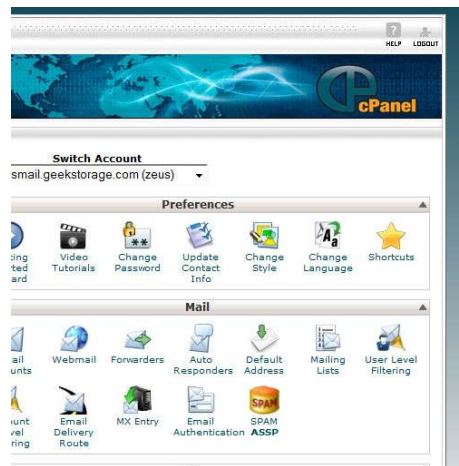 HELP LOGOUT
cPanel
Switch Account
smail.geekstorage.com (zeus)
Preferences
Video Tutorials
Change Password
Update Contact Info
Change Style
Change Language
Shortcuts
Mail
Webmail
Forwarders
Auto Responders
Default Address
Mailing Lists
User Level Filtering
Email Delivery Route
MX Entry
Email Authentication
SPAM
SPAM ASSP